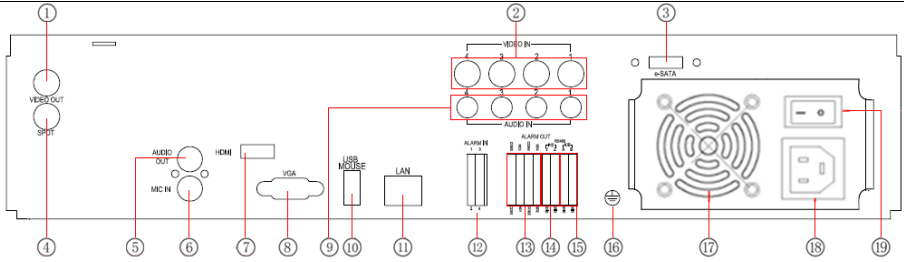 ① ② ③
VIDEO IN
4 3 2 1
e-SATA
VIDEO OUT
4 3 2 1
SPOT
AUDIO IN
ALARM OUT
ALARM IN
RS485
1 3
AUDIO OUT
HDMI
USB MOUSE
LAN
VGA
MIC IN
2 4
④ ⑤ ⑥ ⑦ ⑧ ⑨ ⑩ ⑪ ⑫ ⑬ ⑭ ⑮ ⑯ ⑰ ⑱ ⑲